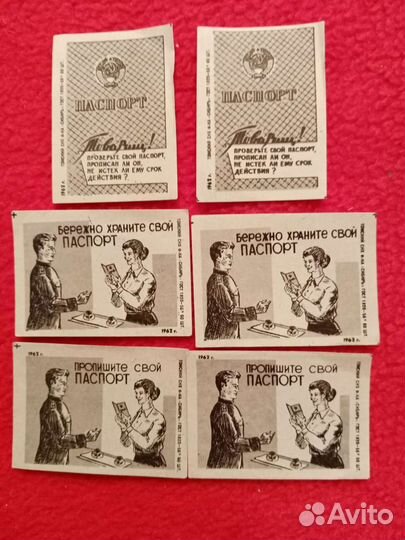 ПАСПОРТ
Товарищ!
ПРОВЕРЬТЕ СВОЙ ПАСПОРТ,
ПРОПИСАН ЛИ ОН,
НЕ ИСТЕК ЛИ ЕМУ СРОК
ДЕЙСТВИЯ?
1962 г.
ПАСПОРТ
Товарищ!
ПРОВЕРЬТЕ СВОЙ ПАСПОРТ,
ПРОПИСАН ЛИ ОН,
НЕ ИСТЕК ЛИ ЕМУ СРОК
ДЕЙСТВИЯ?
1962 г.
БЕРЕЖНО ХРАНИТЕ СВОЙ
ПАСПОРТ
1962 г.
БЕРЕЖНО ХРАНИТЕ СВОЙ
ПАСПОРТ
1962 г.
1962 г.
ПРОПИШИТЕ СВОЙ
ПАСПОРТ
1962 г.
ПРОПИШИТЕ СВОЙ
ПАСПОРТ
Avito